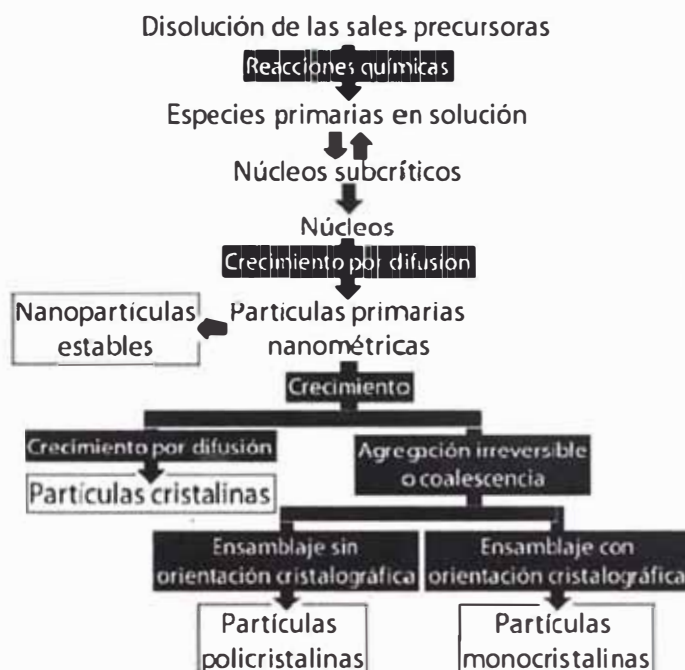 Disolución de las sales precursoras
Reacciones químicas
Especies primarias en solución
Núcleos subcríticos
Núcleos
Crecimiento por difusión
Nanopartículas
estables
Partículas primarias
nanométricas
Crecimiento
Crecimiento por difusión
Partículas cristalinas
Agregación irreversible
o coalescencia
Ensamblaje sin
orientación cristalográfica
Ensamblaje con
orientación cristalográfica
Partículas
policristalinas
Partículas
monocristalinas